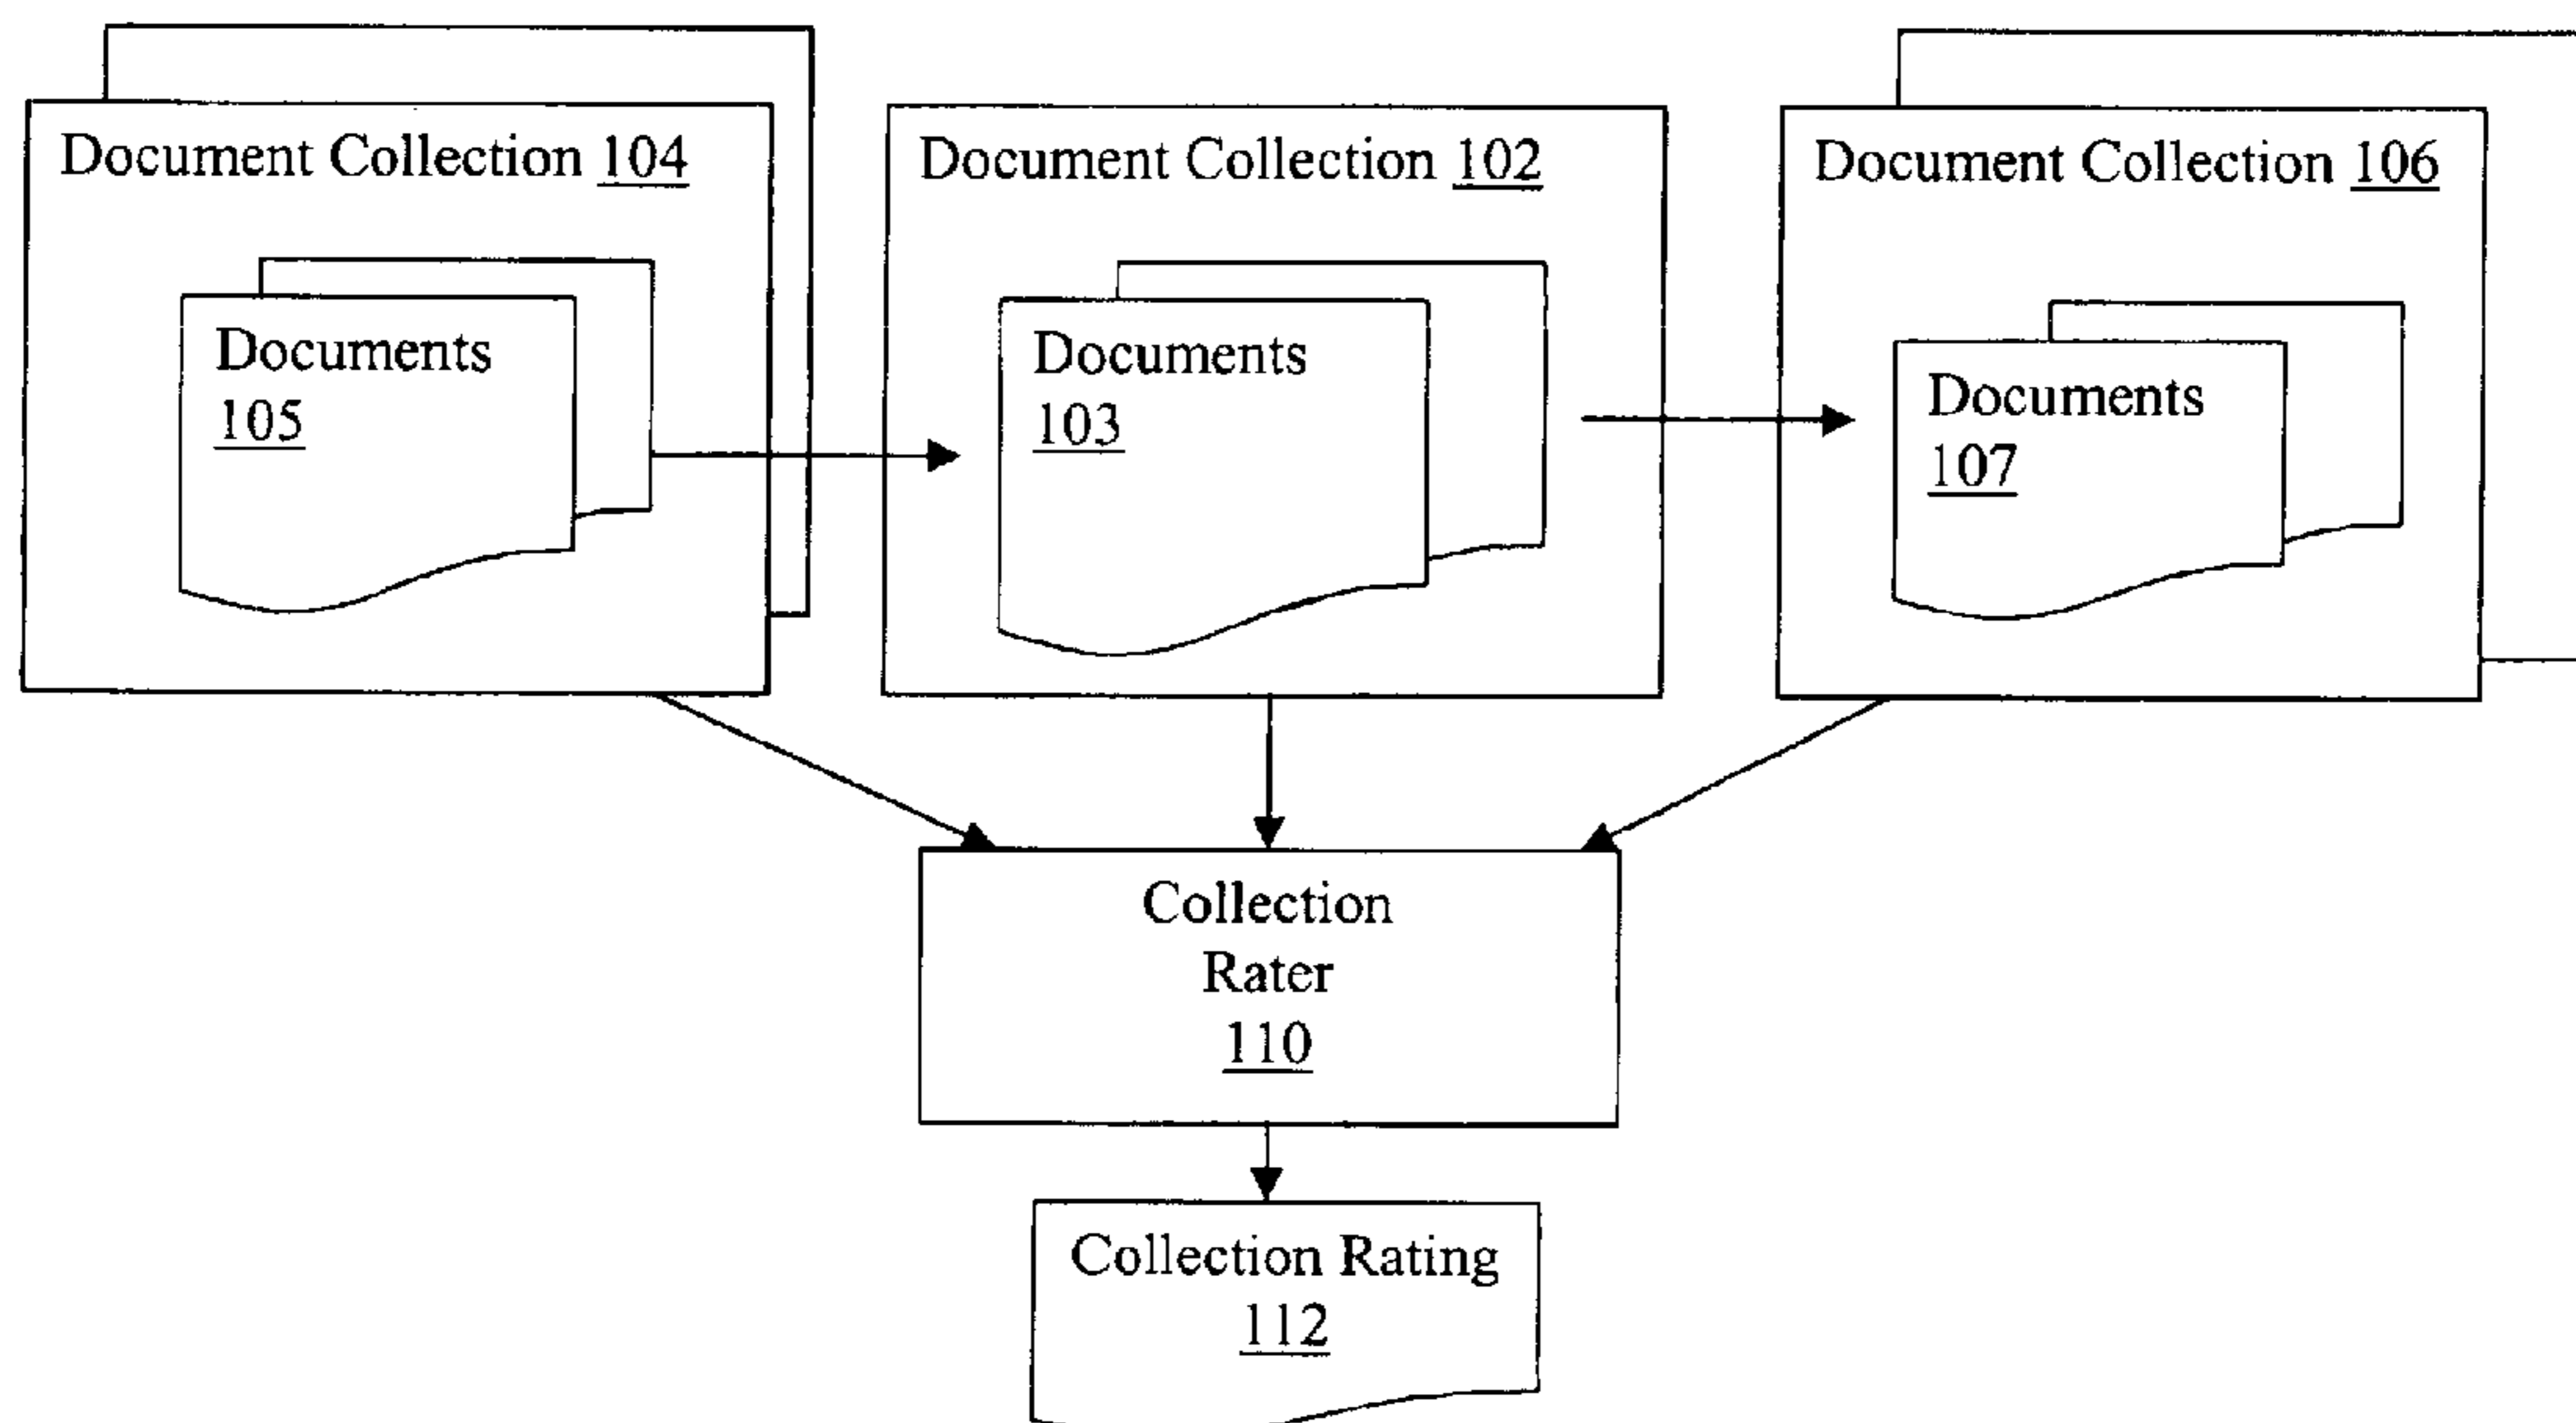 Document Collection 104
Documents
105
Document Collection 102
Documents
103
Document Collection 106
Documents
107
Collection
Rater
110
Collection Rating
112